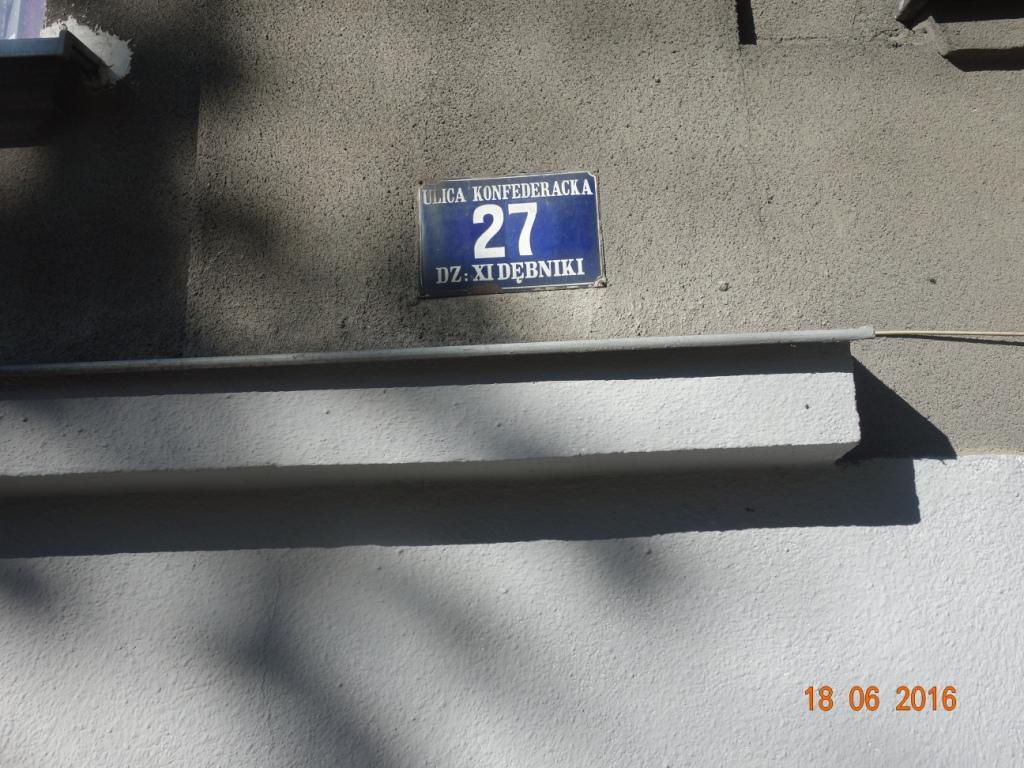 ULICA KONFEDERACKA
27
DZ: XI DĘBNIKI
18 06 2016